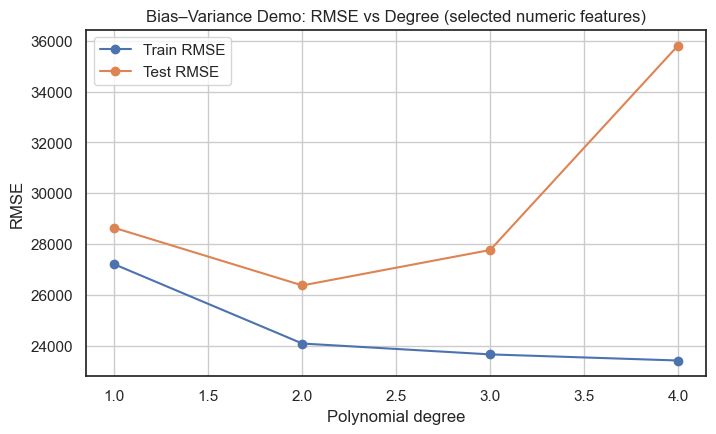 Bias–Variance Demo: RMSE vs Degree (selected numeric features)
Train RMSE
Test RMSE
RMSE
36000
34000
32000
30000
28000
26000
24000
1.0 1.5 2.0 2.5 3.0 3.5 4.0
Polynomial degree